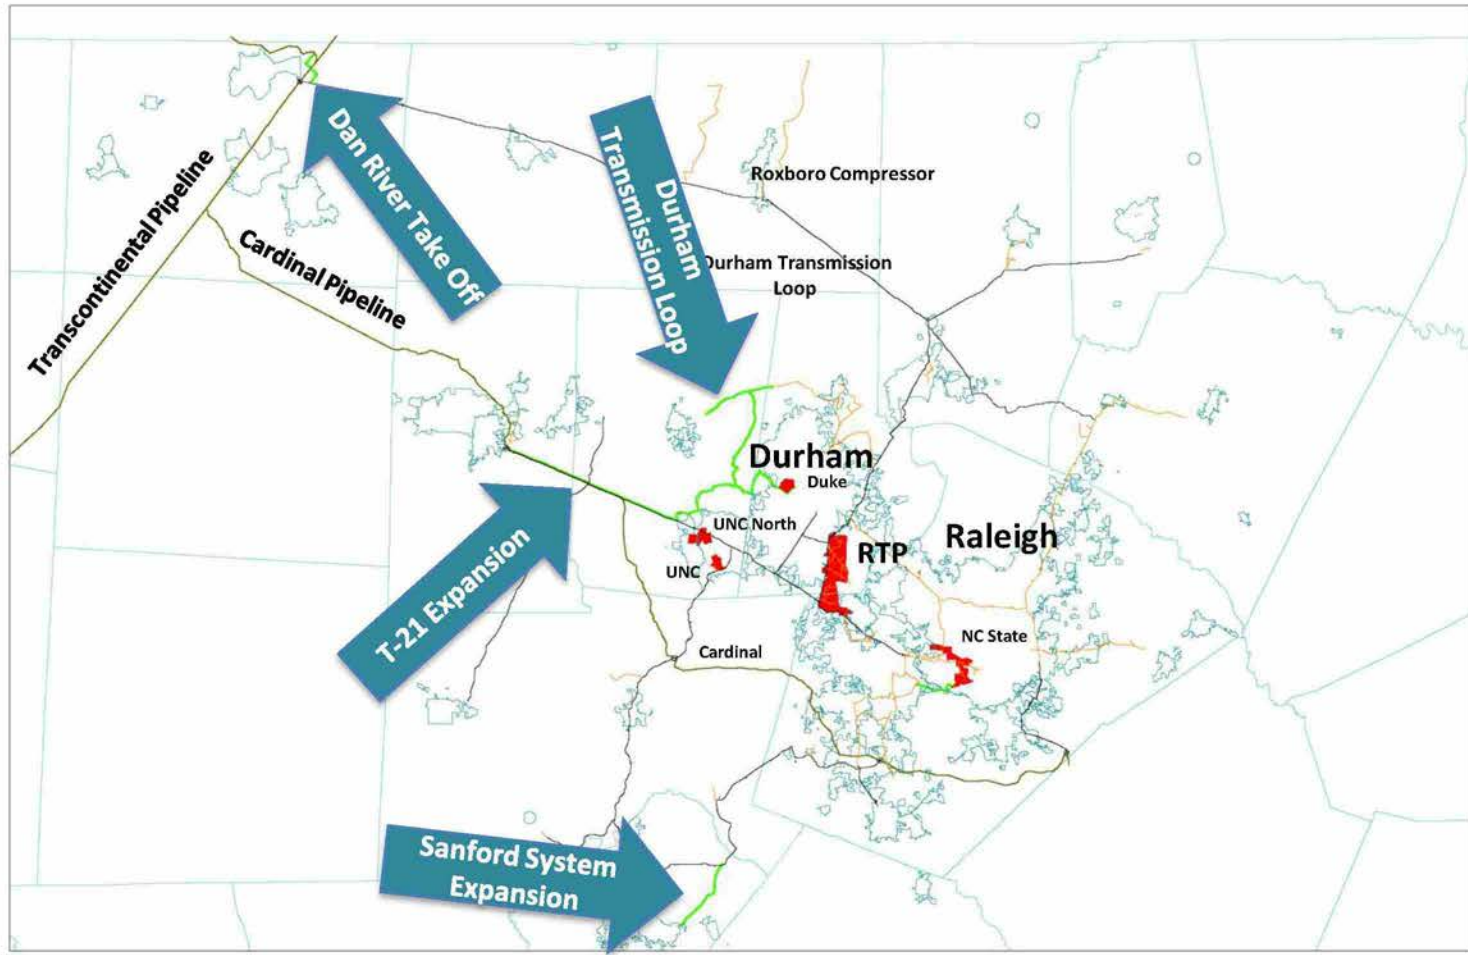 Transcontinental Pipeline
Cardinal Pipeline
Dan River Take Off
Durham
Transmission Loop
Roxboro Compressor
Durham Transmission
Loop
Durham
Duke
UNC North
UNC
RTP
Raleigh
NC State
T-21 Expansion
Cardinal
Sanford System
Expansion